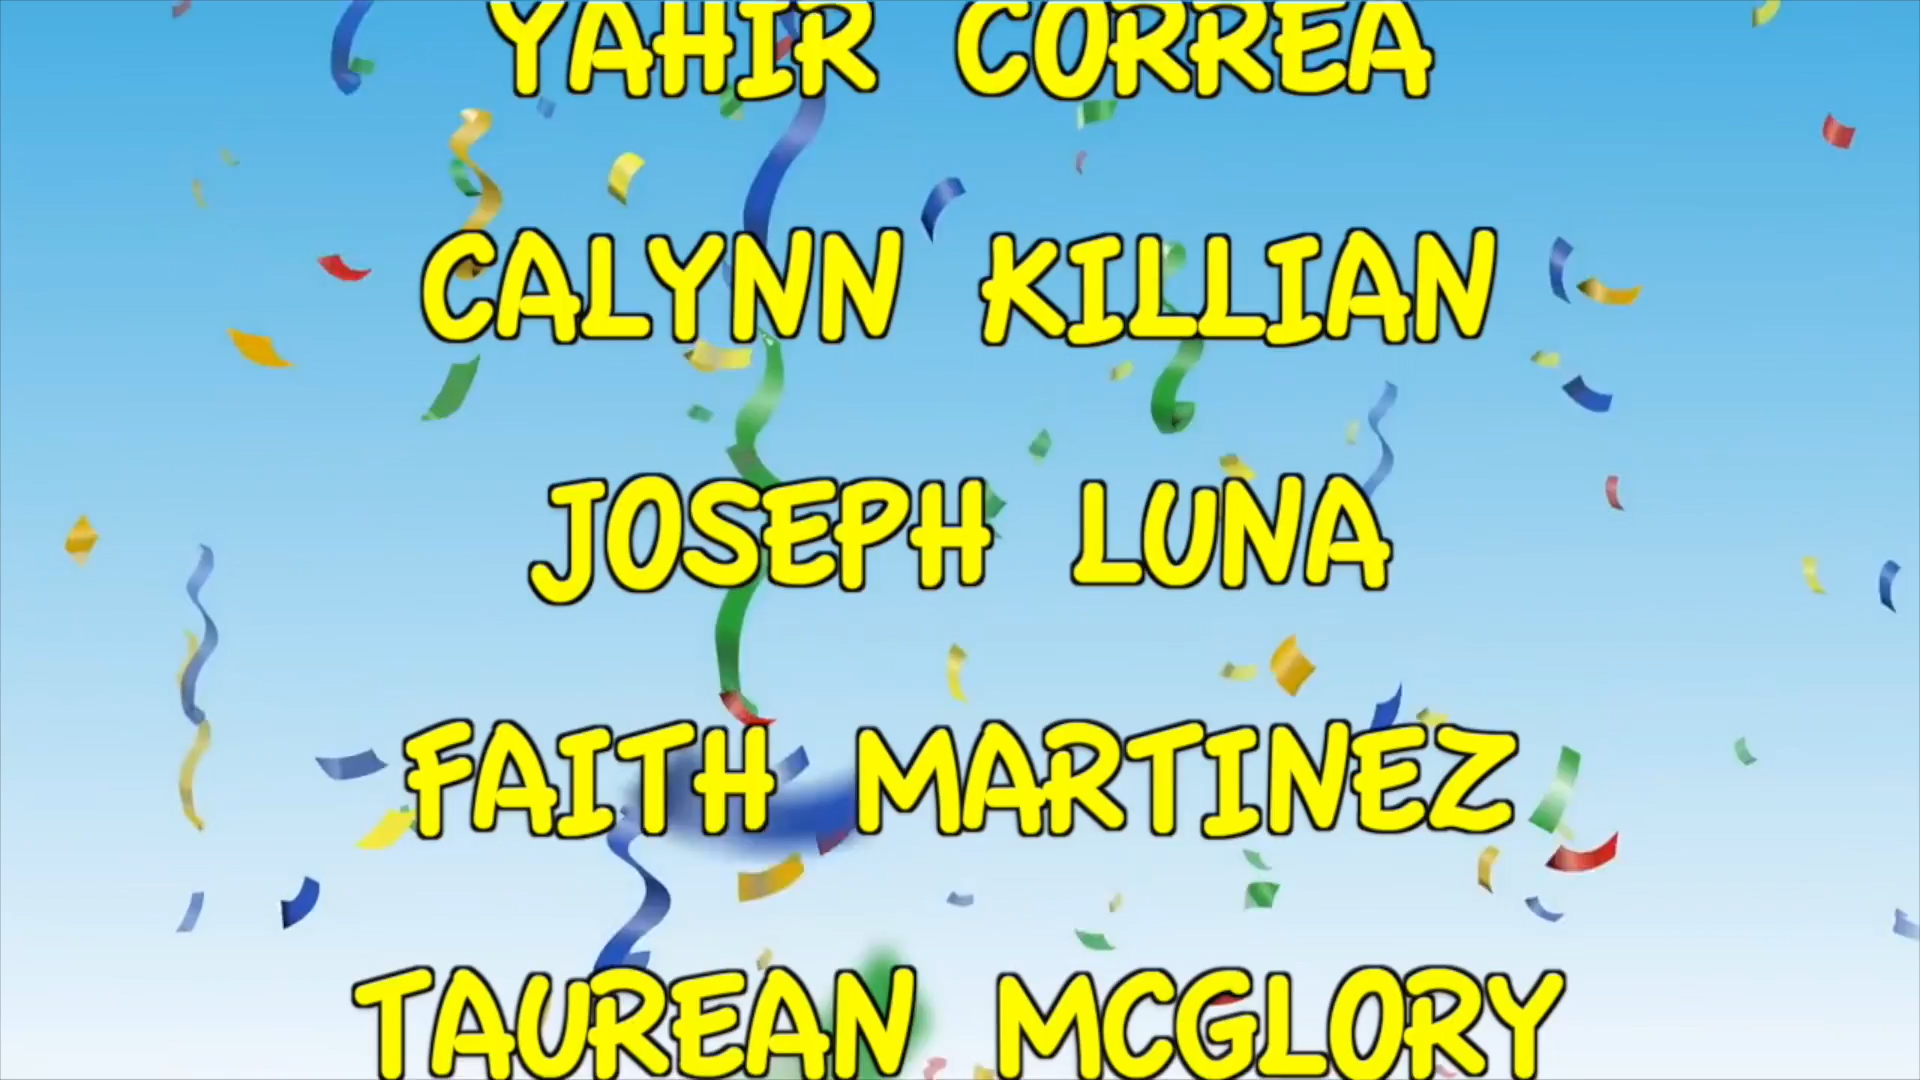 YAHIR CORREA
CALYNN KILLIAN
JOSEPH LUNA
FAITH MARTINEZ
TAUREAN MCGLORY